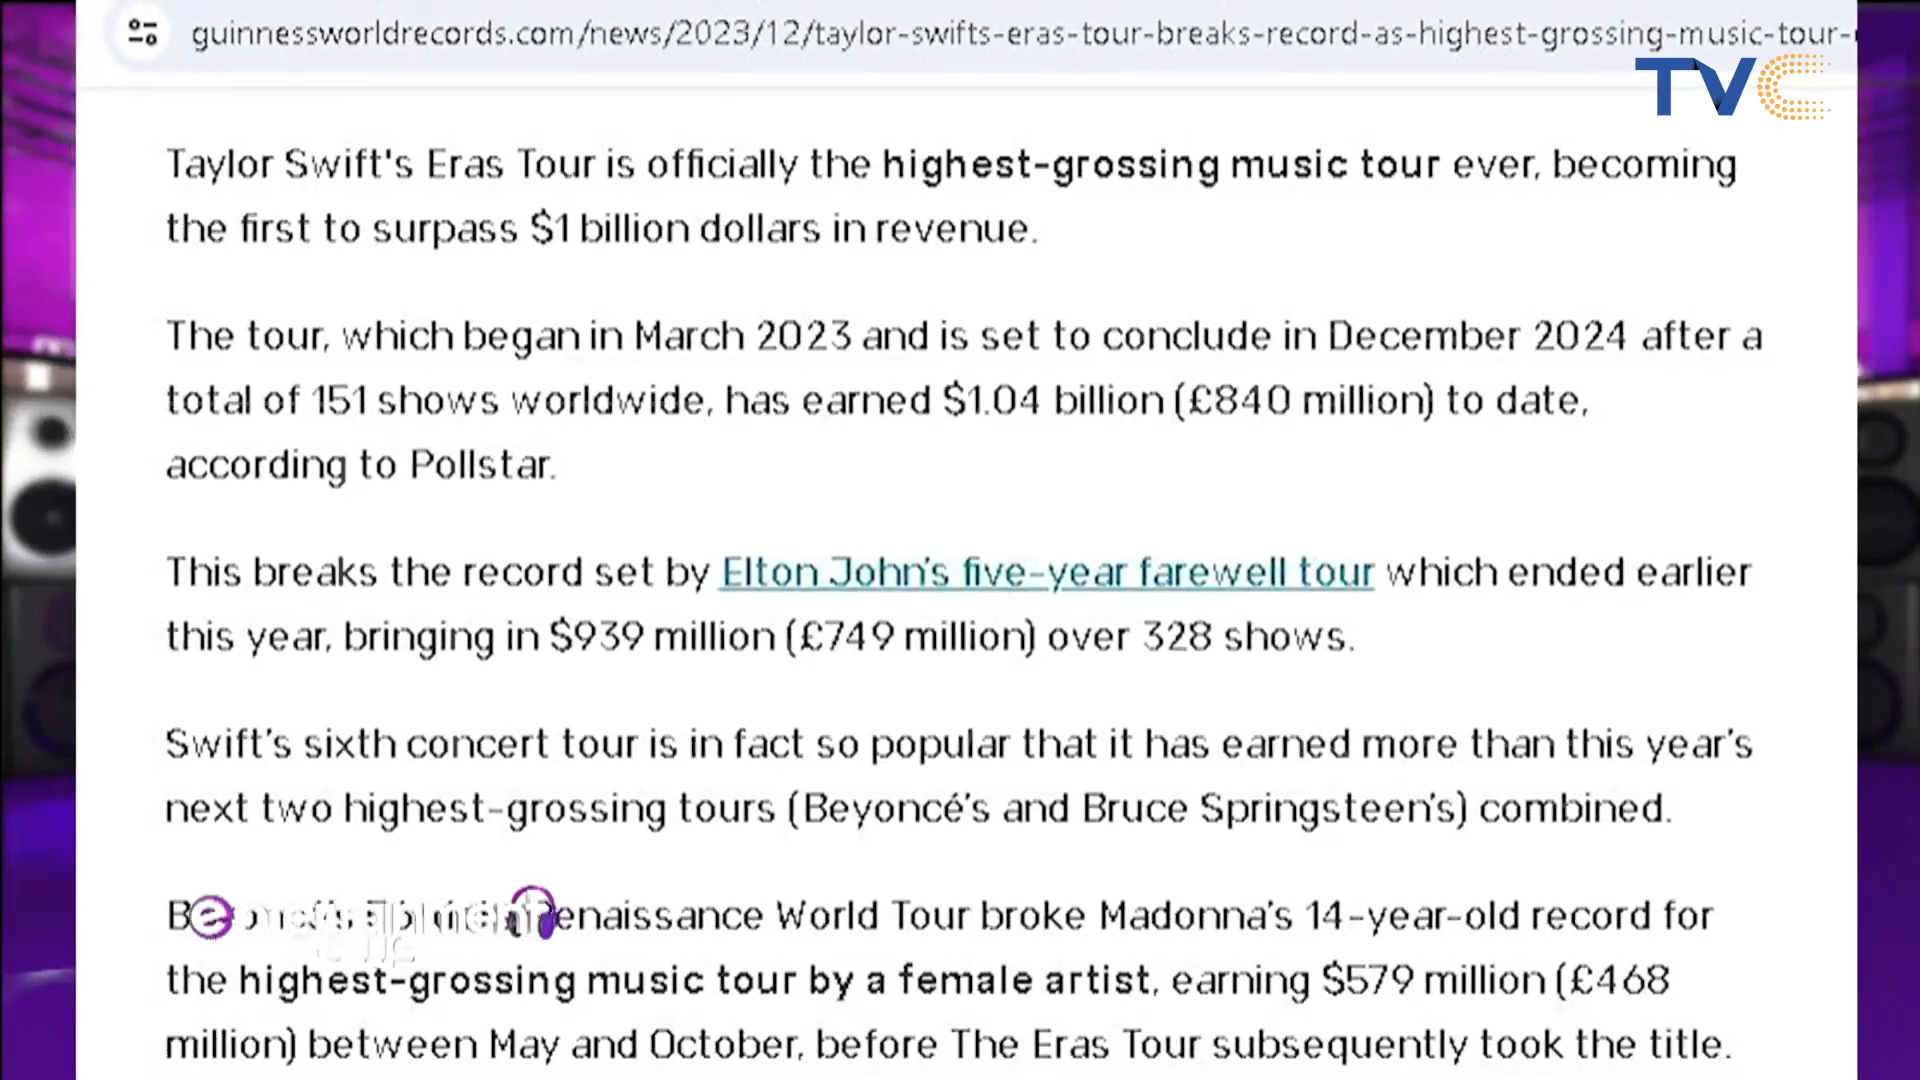 guinnessworldrecords.com/news/2023/12/taylor-swifts-eras-tour-breaks-record-as-highest-grossing-music-tour-
TVC
Taylor Swift's Eras Tour is officially the highest-grossing music tour ever, becoming
the first to surpass $1 billion dollars in revenue.
The tour, which began in March 2023 and is set to conclude in December 2024 after a
total of 151 shows worldwide, has earned $1.04 billion (£840 million) to date,
according to Pollstar.
This breaks the record set by Elton John's five-year farewell tour which ended earlier
this year, bringing in $939 million (£749 million) over 328 shows.
Swift's sixth concert tour is in fact so popular that it has earned more than this year's
next two highest-grossing tours (Beyoncé's and Bruce Springsteen's) combined.
Renaissance World Tour broke Madonna's 14-year-old record for
the highest-grossing music tour by a female artist, earning $579 million (£468
million) between May and October, before The Eras Tour subsequently took the title.